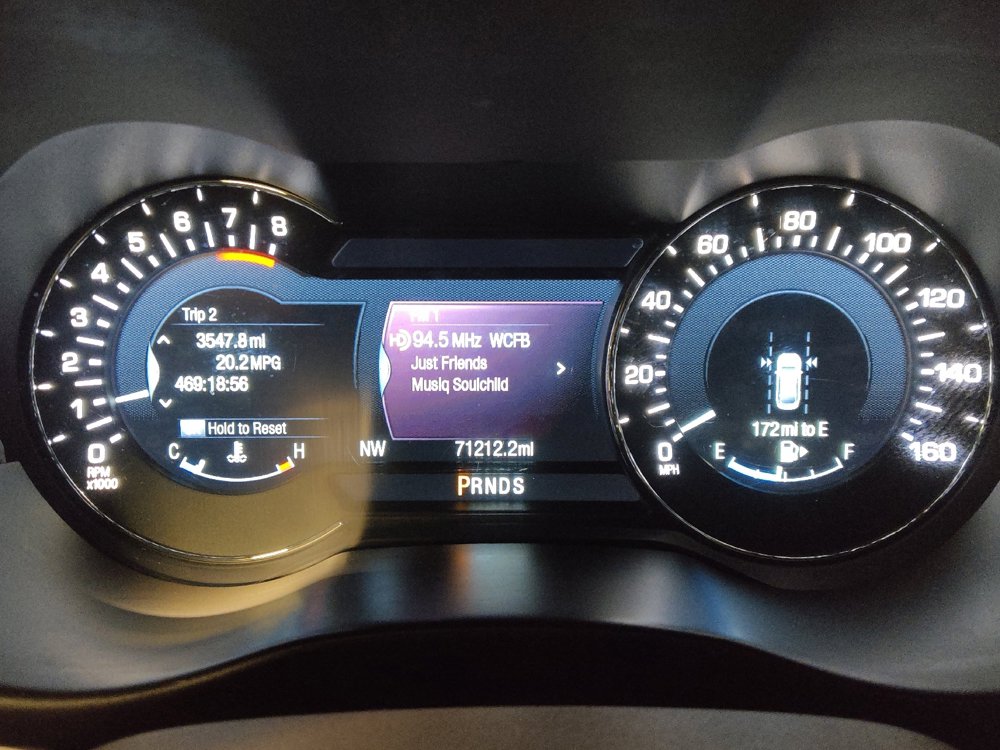 8
7
6
5
4
3
2
1
0
RPM
x1000
Trip 2
3547.8 mi
20.2 MPG
469:18:56
Hold to Reset
C H
HD 94.5 MHz WCFB
Just Friends
Musiq Soulchild
>
NW 71212.2mi
PRNDS
0
MPH
20
40
60
80
100
120
140
160
172 mi to E
E F